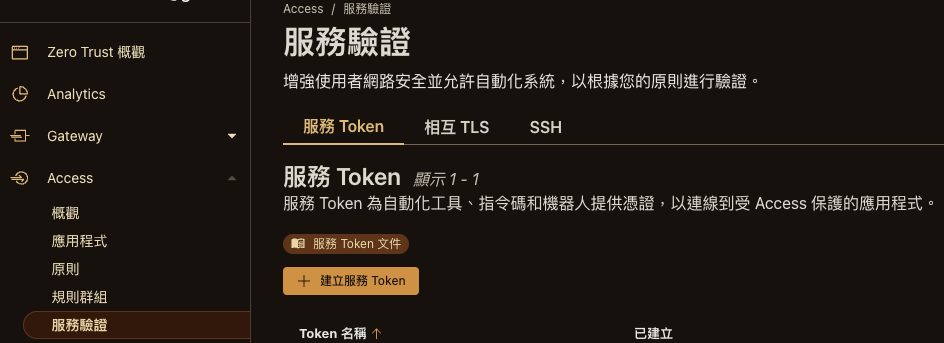 Access / 服務驗證
服務驗證
增強使用者網路安全並允許自動化系統，以根據您的原則進行驗證。
Zero Trust 概觀
Analytics
Gateway
Access
概觀
應用程式
原則
規則群組
服務驗證
服務 Token 相互 TLS SSH
服務 Token 顯示 1 - 1
服務 Token 為自動化工具、指令碼和機器人提供憑證，以連線到受 Access 保護的應用程式。
服務 Token 文件
建立服務 Token
Token 名稱 ↑ 已建立